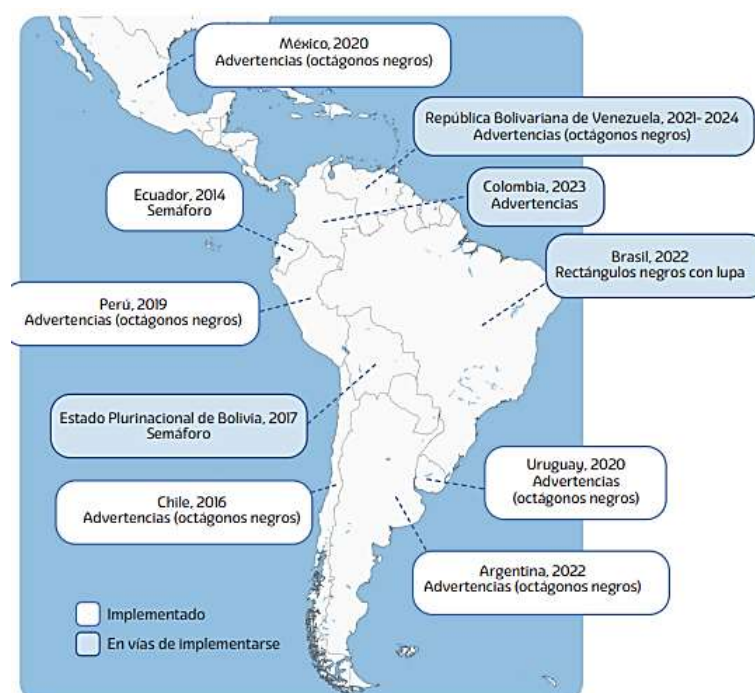 México, 2020
Advertencias (octágonos negros)
República Bolivariana de Venezuela, 2021- 2024
Advertencias (octágonos negros)
Colombia, 2023
Advertencias
Ecuador, 2014
Semáforo
Brasil, 2022
Rectángulos negros con lupa
Perú, 2019
Advertencias (octágonos negros)
Estado Plurinacional de Bolivia, 2017
Semáforo
Uruguay, 2020
Advertencias
(octágonos negros)
Chile, 2016
Advertencias (octágonos negros)
Argentina, 2022
Advertencias (octágonos negros)
Implementado
En vías de implementarse